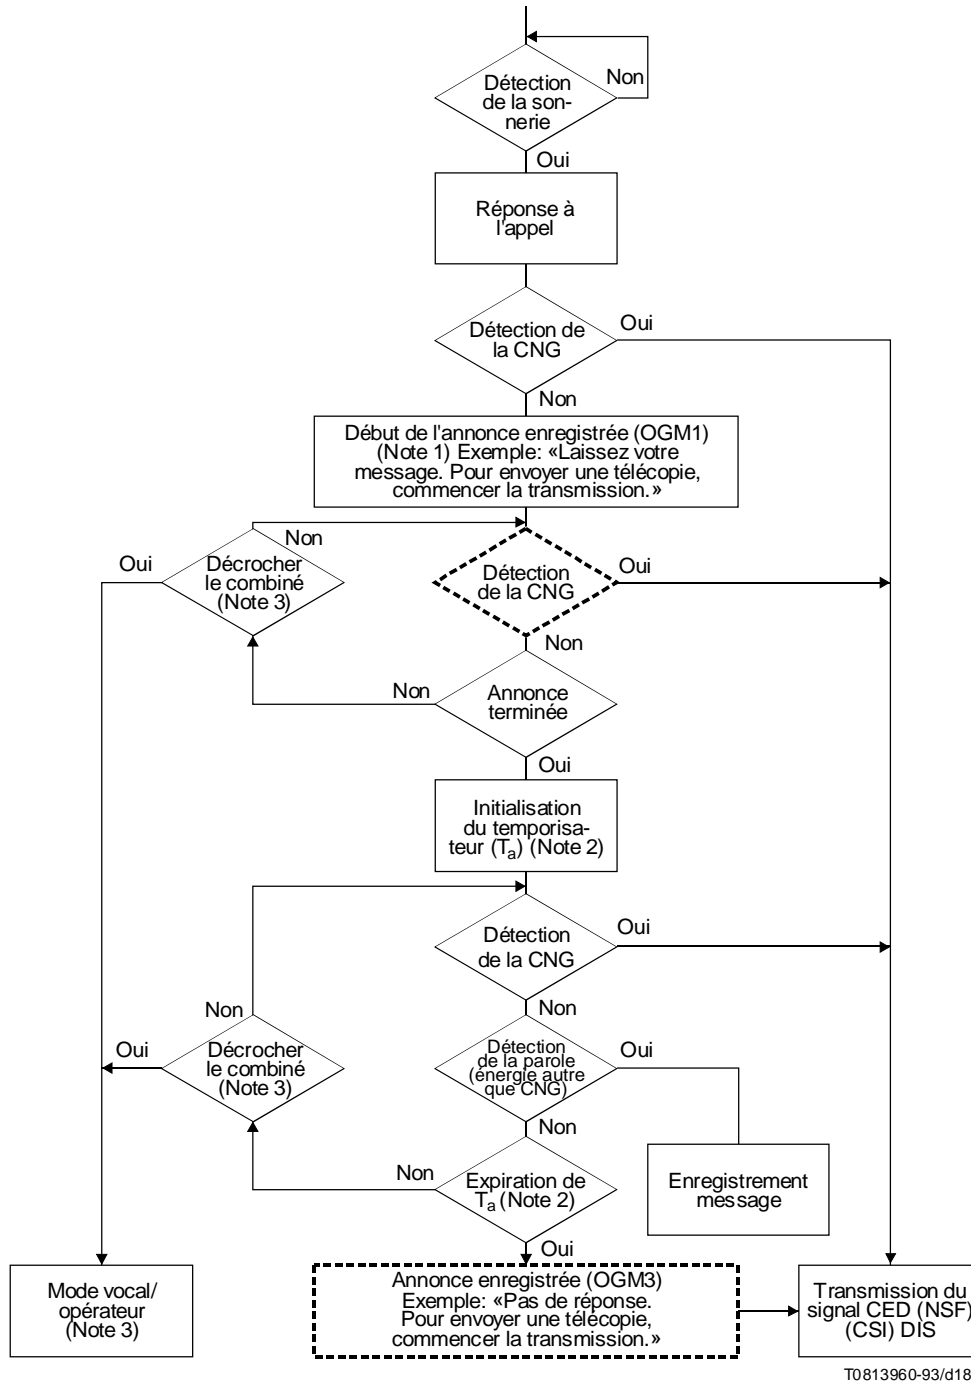 Détection
de la son-
nerie
Non
Oui
Réponse à
l'appel
Détection de
la CNG
Oui
Non
Début de l'annonce enregistrée (OGM1)
(Note 1) Exemple: «Laissez votre
message. Pour envoyer une télécopie,
commencer la transmission.»
Oui
Décrocher
le combiné
(Note 3)
Non
Détection
de la CNG
Oui
Non
Non
Annonce
terminée
Oui
Initialisation
du temporisa-
teur (Ta) (Note 2)
Détection
de la CNG
Oui
Non
Non
Oui
Décrocher
le combiné
(Note 3)
Détection
de la parole
(énergie autre
que CNG)
Oui
Non
Non
Expiration de
Ta (Note 2)
Enregistrement
message
Oui
Mode vocal/
opérateur
(Note 3)
Annonce enregistrée (OGM3)
Exemple: «Pas de réponse.
Pour envoyer une télécopie,
commencer la transmission.»
Transmission du
signal CED (NSF)
(CSI) DIS
T0813960-93/d18